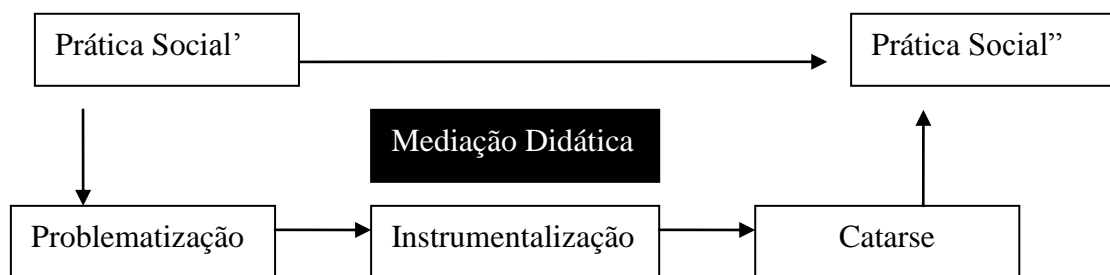 Prática Social’
Prática Social”
Mediação Didática
Problematização
Instrumentalização
Catarse